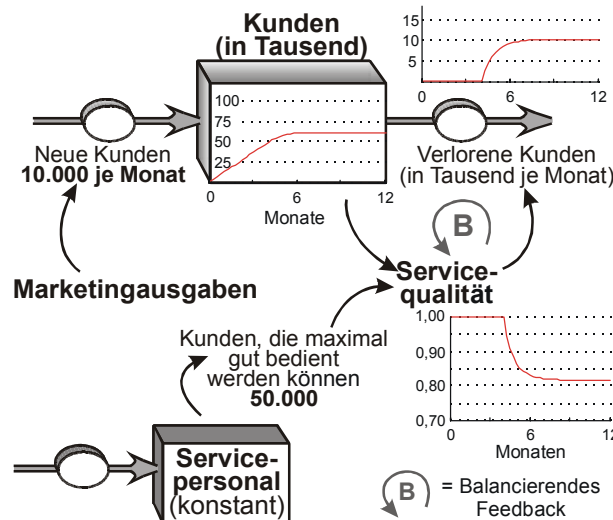 Kunden
(in Tausend)
15
10
5
0
6
12
100
75
50
25
0
6
12
Monate
Neue Kunden
10.000 je Monat
Verlorene Kunden
(in Tausend je Monat)
B
Marketingausgaben
Service-
qualität
Kunden, die maximal
gut bedient
werden können
50.000
1,00
0,90
0,80
0,70
0
6
12
Monaten
Service-
personal
(konstant)
B
= Balancierendes
Feedback